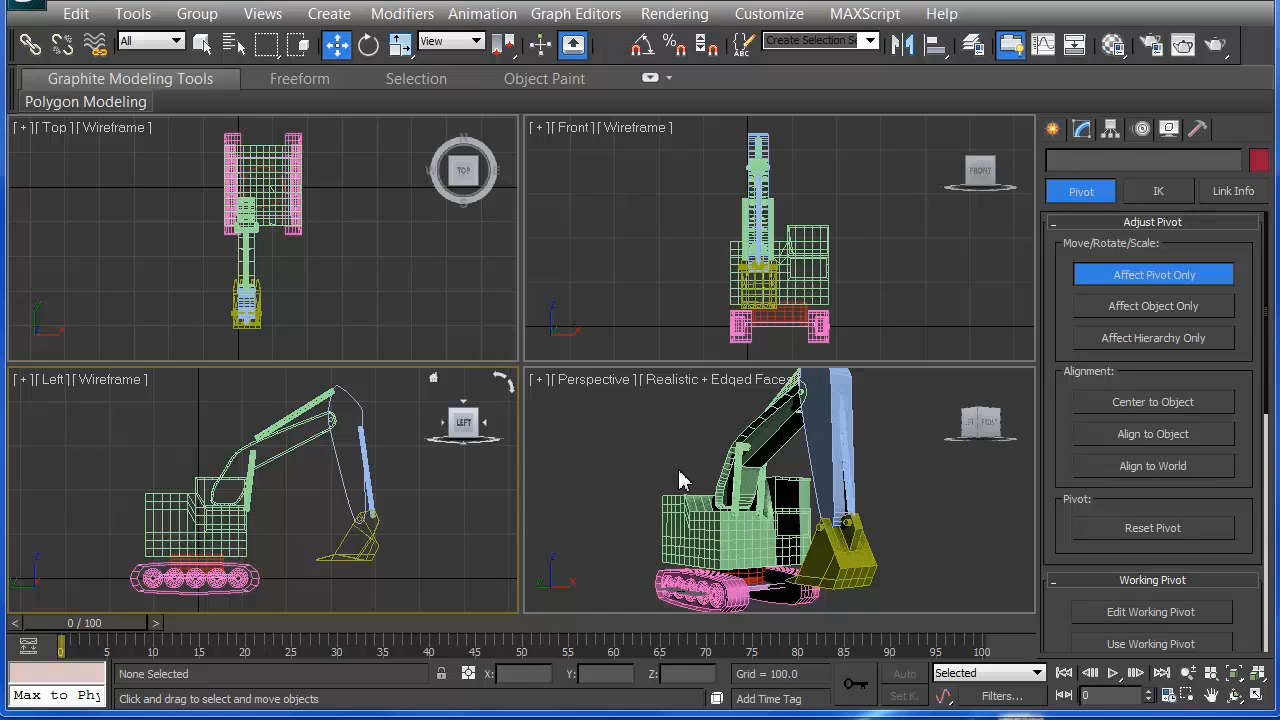 Edit Tools Group Views Create Modifiers Animation Graph Editors Rendering Customize MAXScript Help
All View Create Selection Se
Graphite Modeling Tools Freeform Selection Object Paint
Polygon Modeling
[ + ] [ Top ] [ Wireframe ]
N
TOP
S
[ + ] [ Front ] [ Wireframe ]
FRONT
y
x
[ + ] [ Left ] [ Wireframe ]
LEFT
z
[ + ] [ Perspective ] [ Realistic + Edged Faces
FRONT
z
x
Pivot IK Link Info
Adjust Pivot
Move/Rotate/Scale:
Affect Pivot Only
Affect Object Only
Affect Hierarchy Only
Alignment:
Center to Object
Align to Object
Align to World
Pivot:
Reset Pivot
Working Pivot
Edit Working Pivot
Use Working Pivot
< 0 / 100 >
0 5 10 15 20 25 30 35 40 45 50 55 60 65 70 75 80 85 90 95 100
None Selected X: Y: Z: Grid = 100.0 Auto Selected
Max to Phy Click and drag to select and move objects Add Time Tag Set K. Filters... 0